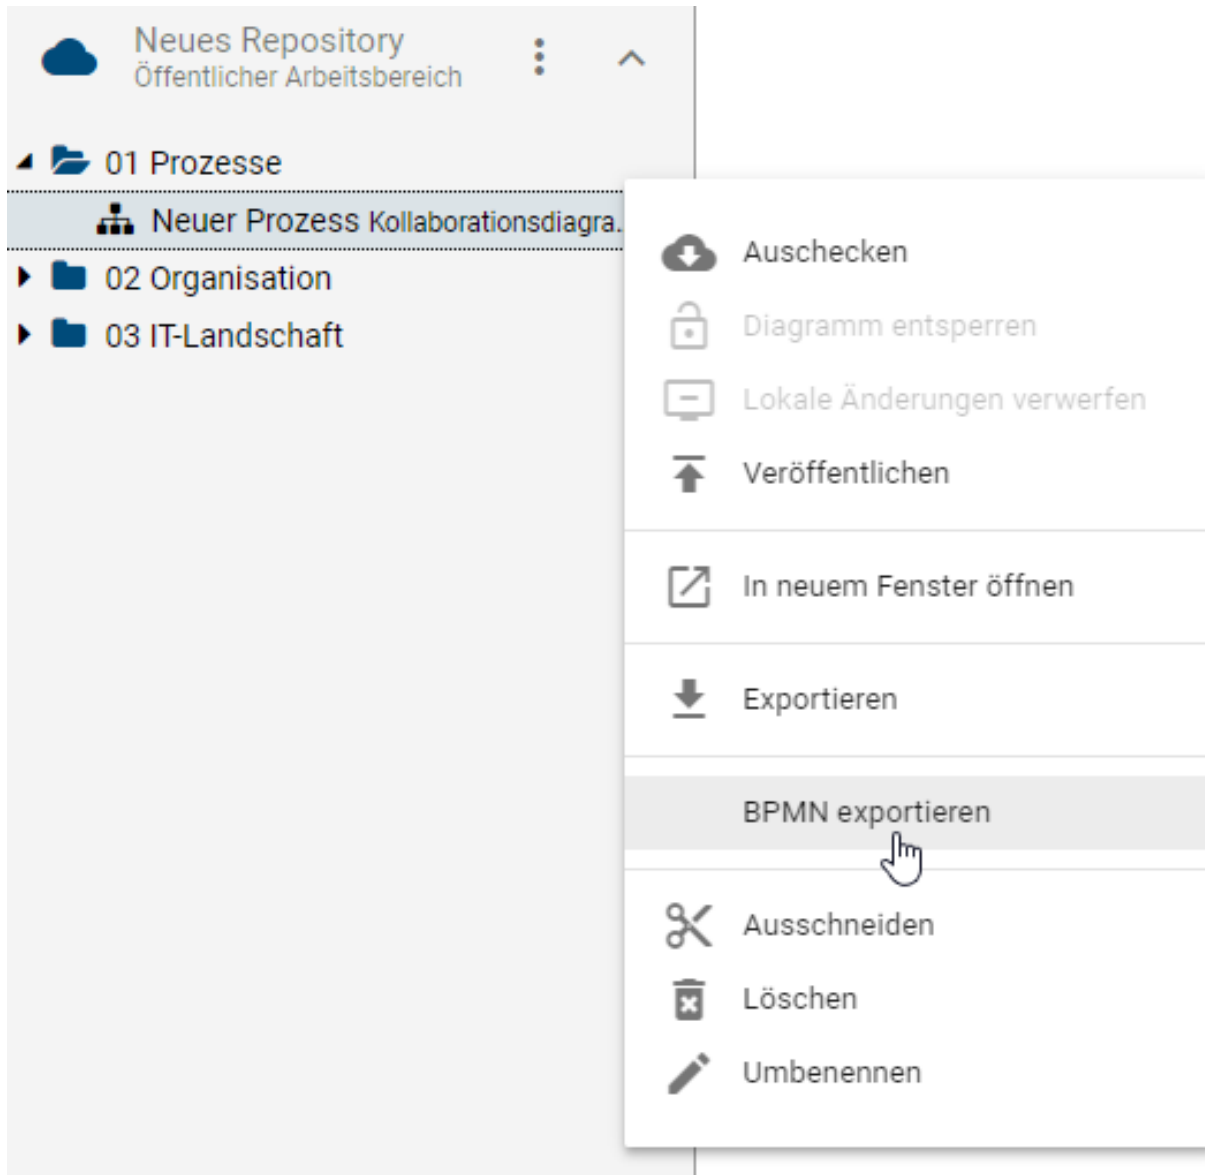 Neues Repository
Öffentlicher Arbeitsbereich
01 Prozesse
Neuer Prozess Kollaborationsdiagra.
02 Organisation
03 IT-Landschaft
Auschecken
Diagramm entsperren
Lokale Änderungen verwerfen
Veröffentlichen
In neuem Fenster öffnen
Exportieren
BPMN exportieren
Ausschneiden
Löschen
Umbenennen